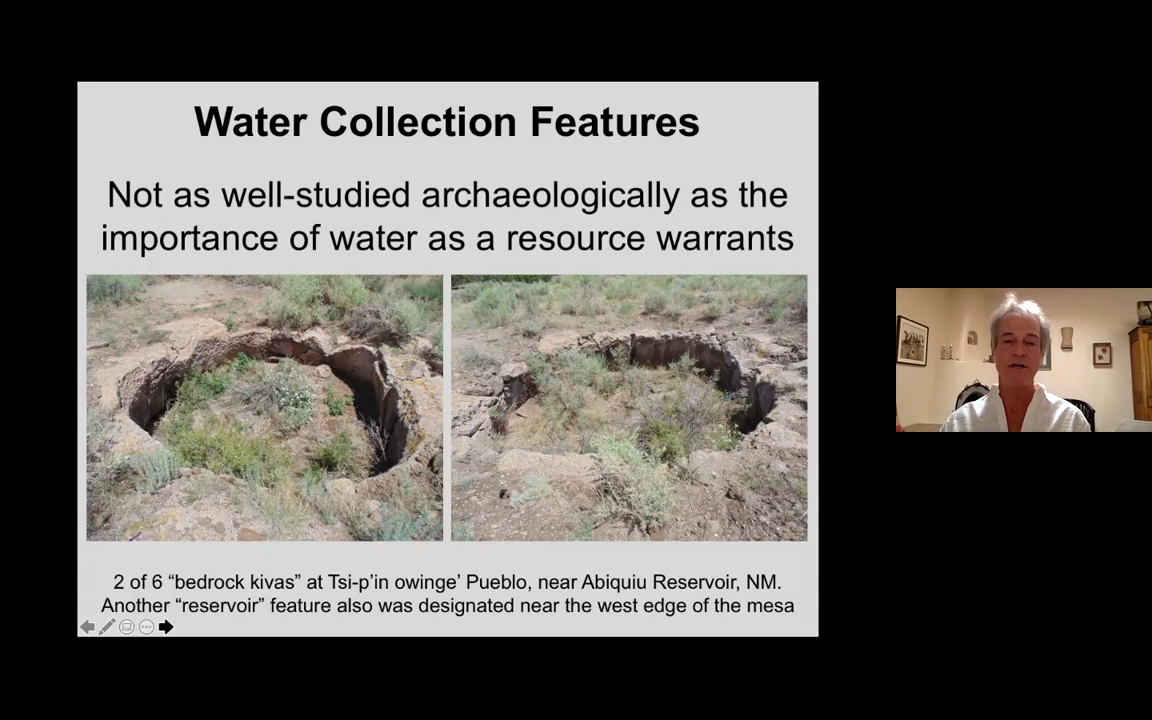 Water Collection Features
Not as well-studied archaeologically as the
importance of water as a resource warrants
2 of 6 “bedrock kivas” at Tsi-p’in owinge’ Pueblo, near Abiquiu Reservoir, NM.
Another “reservoir” feature also was designated near the west edge of the mesa